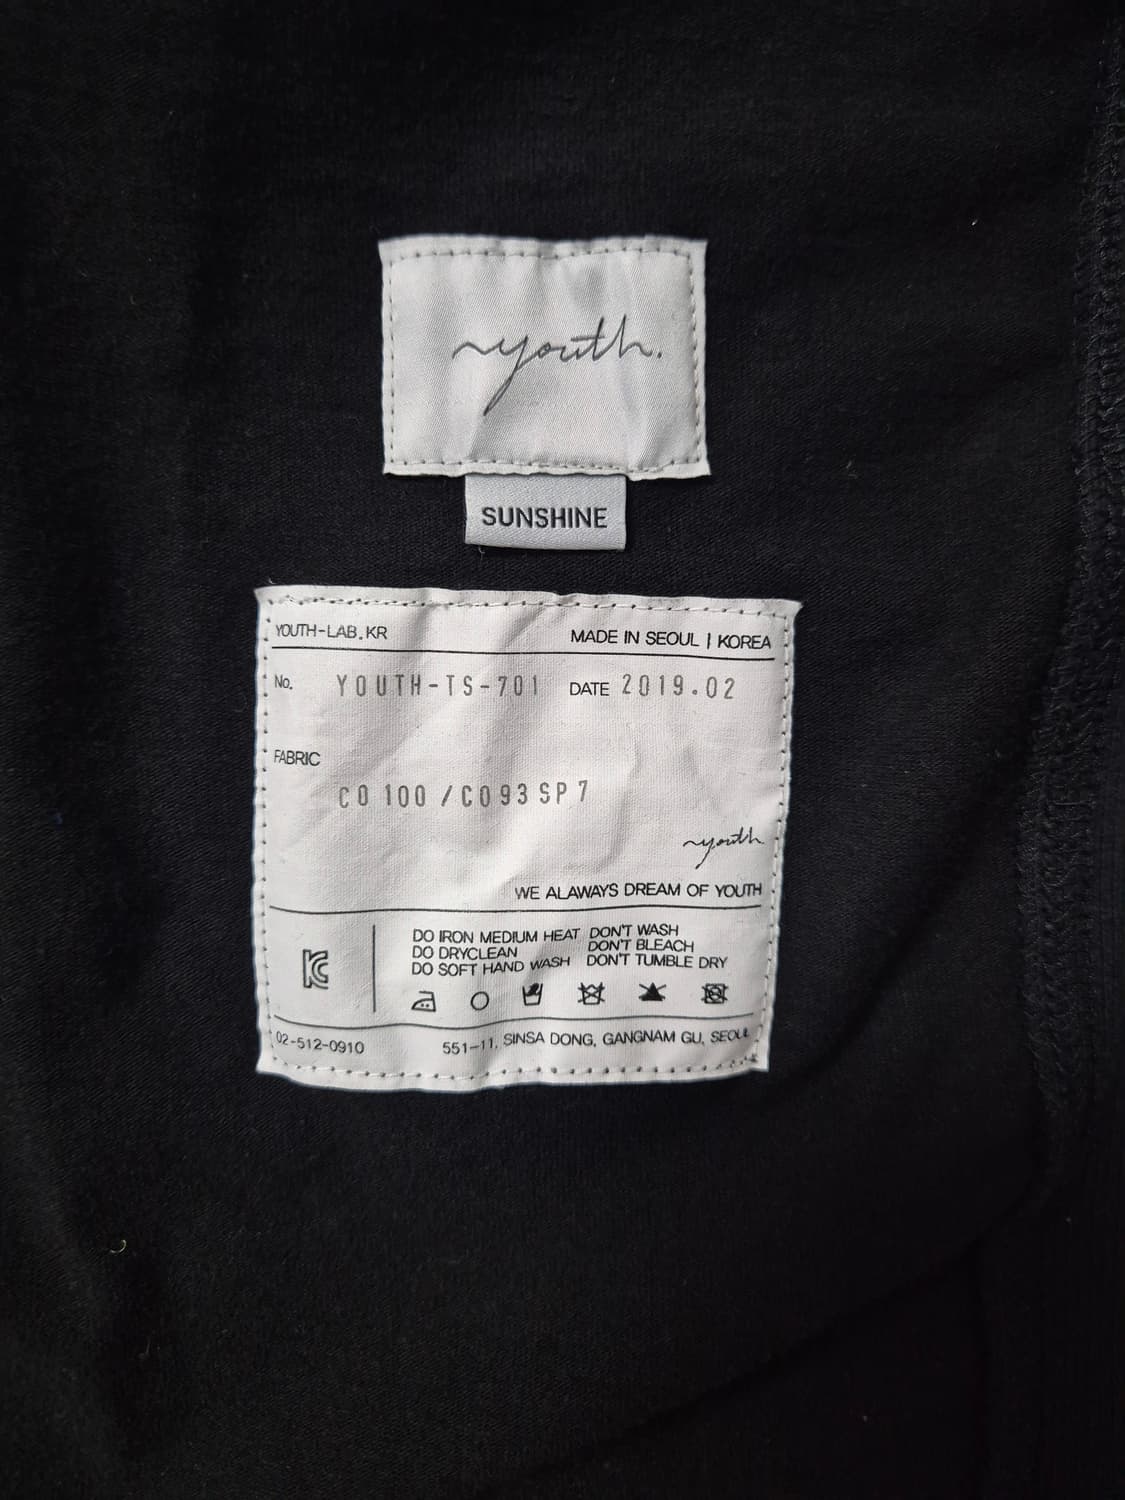 youth.
SUNSHINE
YOUTH-LAB.KR MADE IN SEOUL | KOREA
No. YOUTH-TS-701 DATE 2019.02
FABRIC
CO 100 / CO 93 SP 7
youth
WE ALAWAYS DREAM OF YOUTH
DO IRON MEDIUM HEAT DON'T WASH
DO DRYCLEAN DON'T BLEACH
DO SOFT HAND WASH DON'T TUMBLE DRY
02-512-0910 551-11, SINSA DONG, GANGNAM GU, SEOUL